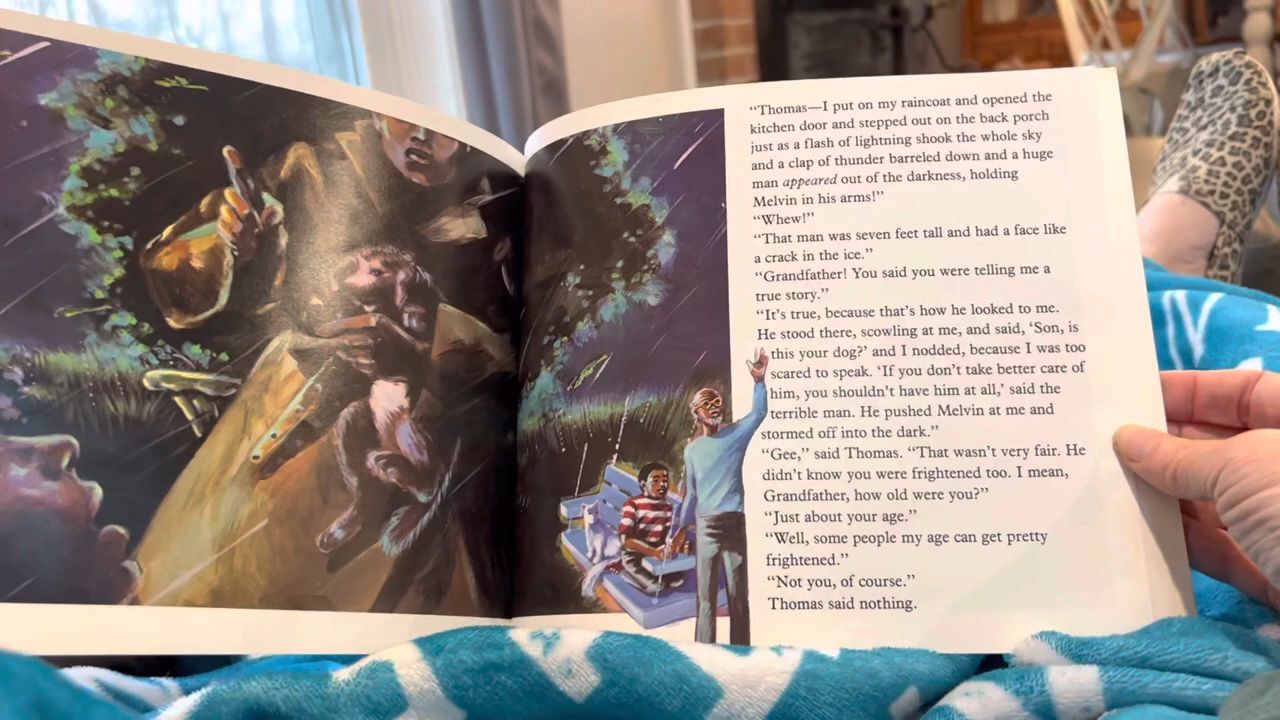 “Thomas—I put on my raincoat and opened the
kitchen door and stepped out on the back porch
just as a flash of lightning shook the whole sky
and a clap of thunder barreled down and a huge
man appeared out of the darkness, holding
Melvin in his arms!”
“Whew!”
“That man was seven feet tall and had a face like
a crack in the ice.”
“Grandfather! You said you were telling me a
true story.”
“It’s true, because that’s how he looked to me.
He stood there, scowling at me, and said, ‘Son, is
this your dog?’ and I nodded, because I was too
scared to speak. ‘If you don’t take better care of
him, you shouldn’t have him at all,’ said the
terrible man. He pushed Melvin at me and
stormed off into the dark.”
“Gee,” said Thomas. “That wasn’t very fair. He
didn’t know you were frightened too. I mean,
Grandfather, how old were you?”
“Just about your age.”
“Well, some people my age can get pretty
frightened.”
“Not you, of course.”
Thomas said nothing.